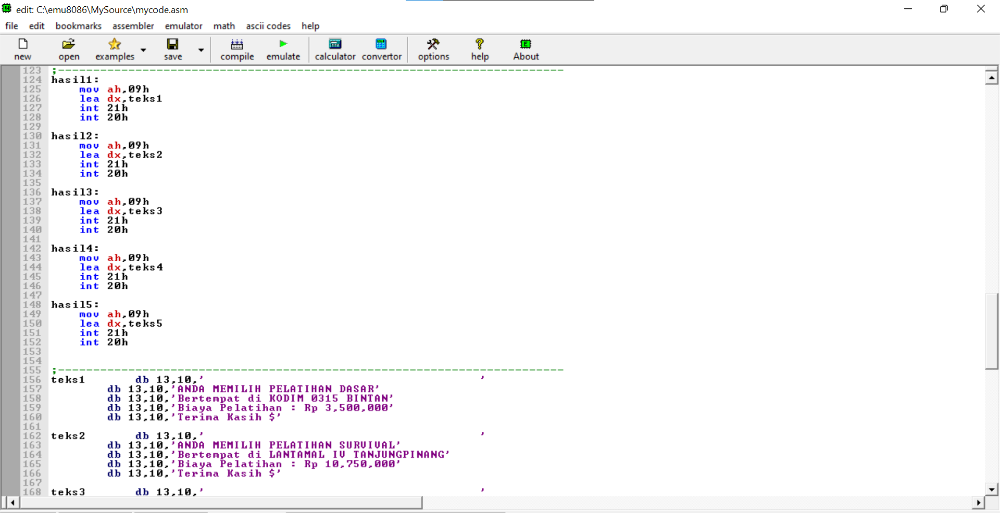 edit: C:\emu8086\MySource\mycode.asm
file edit bookmarks assembler emulator math ascii codes help
new open examples save compile emulate calculator convertor options help About
123 ;------------------------------------------------------------------------
124 hasil1:
125 mov ah,09h
126 lea dx,teks1
127 int 21h
128 int 20h
129
130 hasil2:
131 mov ah,09h
132 lea dx,teks2
133 int 21h
134 int 20h
135
136 hasil3:
137 mov ah,09h
138 lea dx,teks3
139 int 21h
140 int 20h
141
142 hasil4:
143 mov ah,09h
144 lea dx,teks4
145 int 21h
146 int 20h
147
148 hasil5:
149 mov ah,09h
150 lea dx,teks5
151 int 21h
152 int 20h
153
154
155 ;------------------------------------------------------------------------
156 teks1 db 13,10,' '
157 db 13,10,'ANDA MEMILIH PELATIHAN DASAR'
158 db 13,10,'Bertempat di KODIM 0315 BINTAN'
159 db 13,10,'Biaya Pelatihan : Rp 3,500,000'
160 db 13,10,'Terima Kasih $'
161
162 teks2 db 13,10,' '
163 db 13,10,'ANDA MEMILIH PELATIHAN SURVIVAL'
164 db 13,10,'Bertempat di LANTAMAL IV TANJUNGPINANG'
165 db 13,10,'Biaya Pelatihan : Rp 10,750,000'
166 db 13,10,'Terima Kasih $'
167
168 teks3 db 13,10,' '